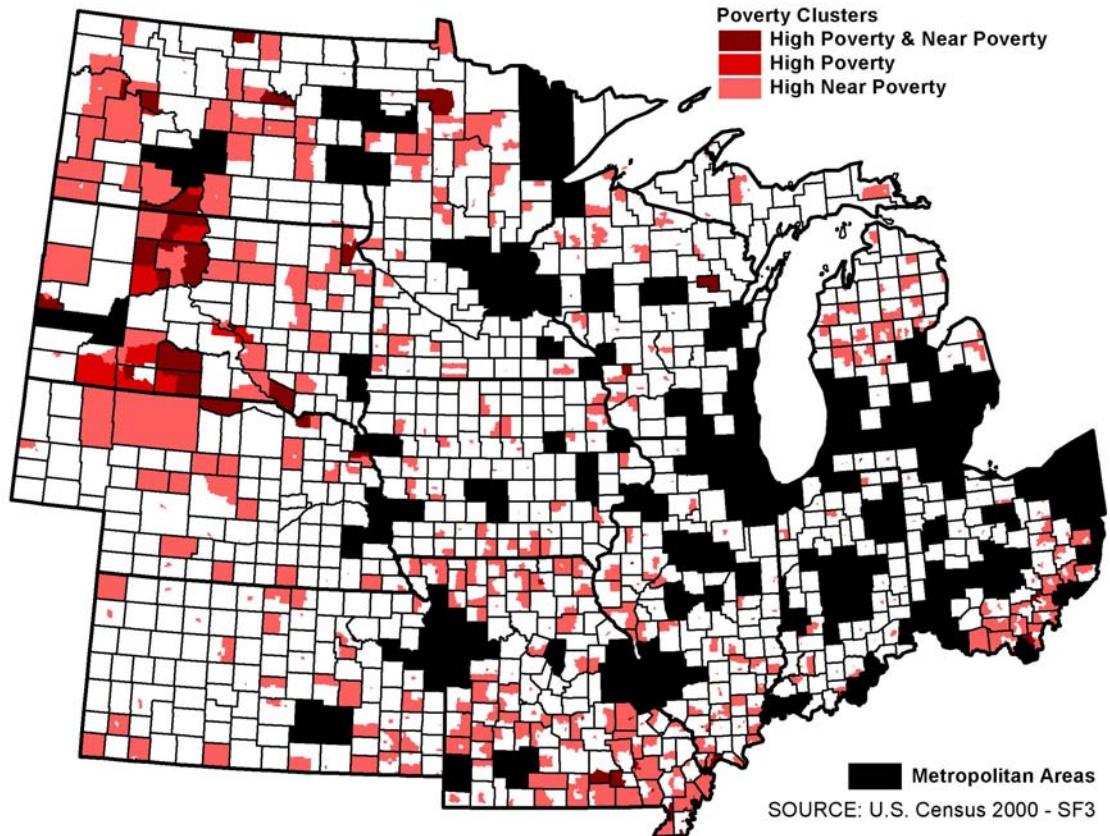 Poverty Clusters
High Poverty & Near Poverty
High Poverty
High Near Poverty
Metropolitan Areas
SOURCE: U.S. Census 2000 - SF3